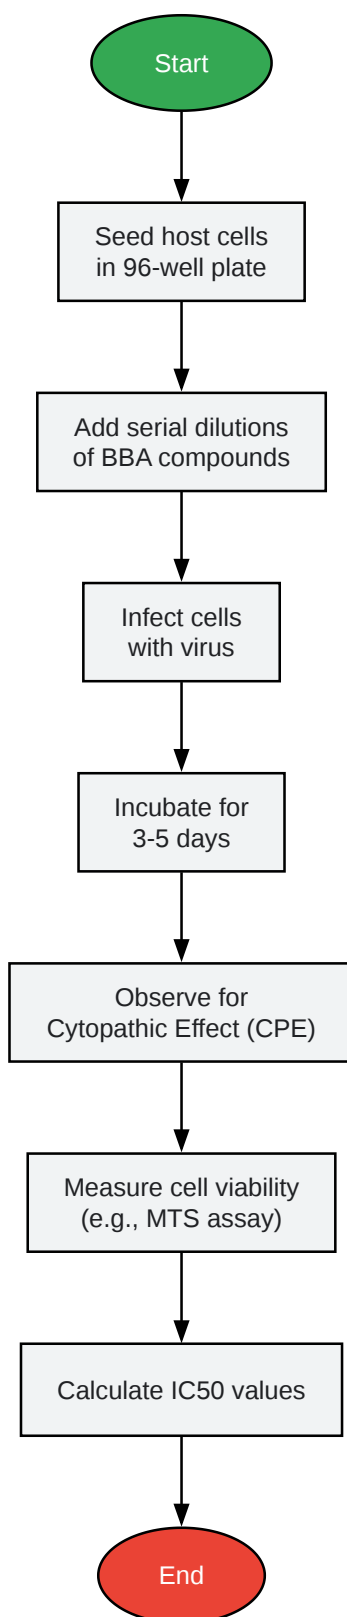 Start
Seed host cells
in 96-well plate
Add serial dilutions
of BBA compounds
Infect cells
with virus
Incubate for
3-5 days
Observe for
Cytopathic Effect (CPE)
Measure cell viability
(e.g., MTS assay)
Calculate IC50 values
End